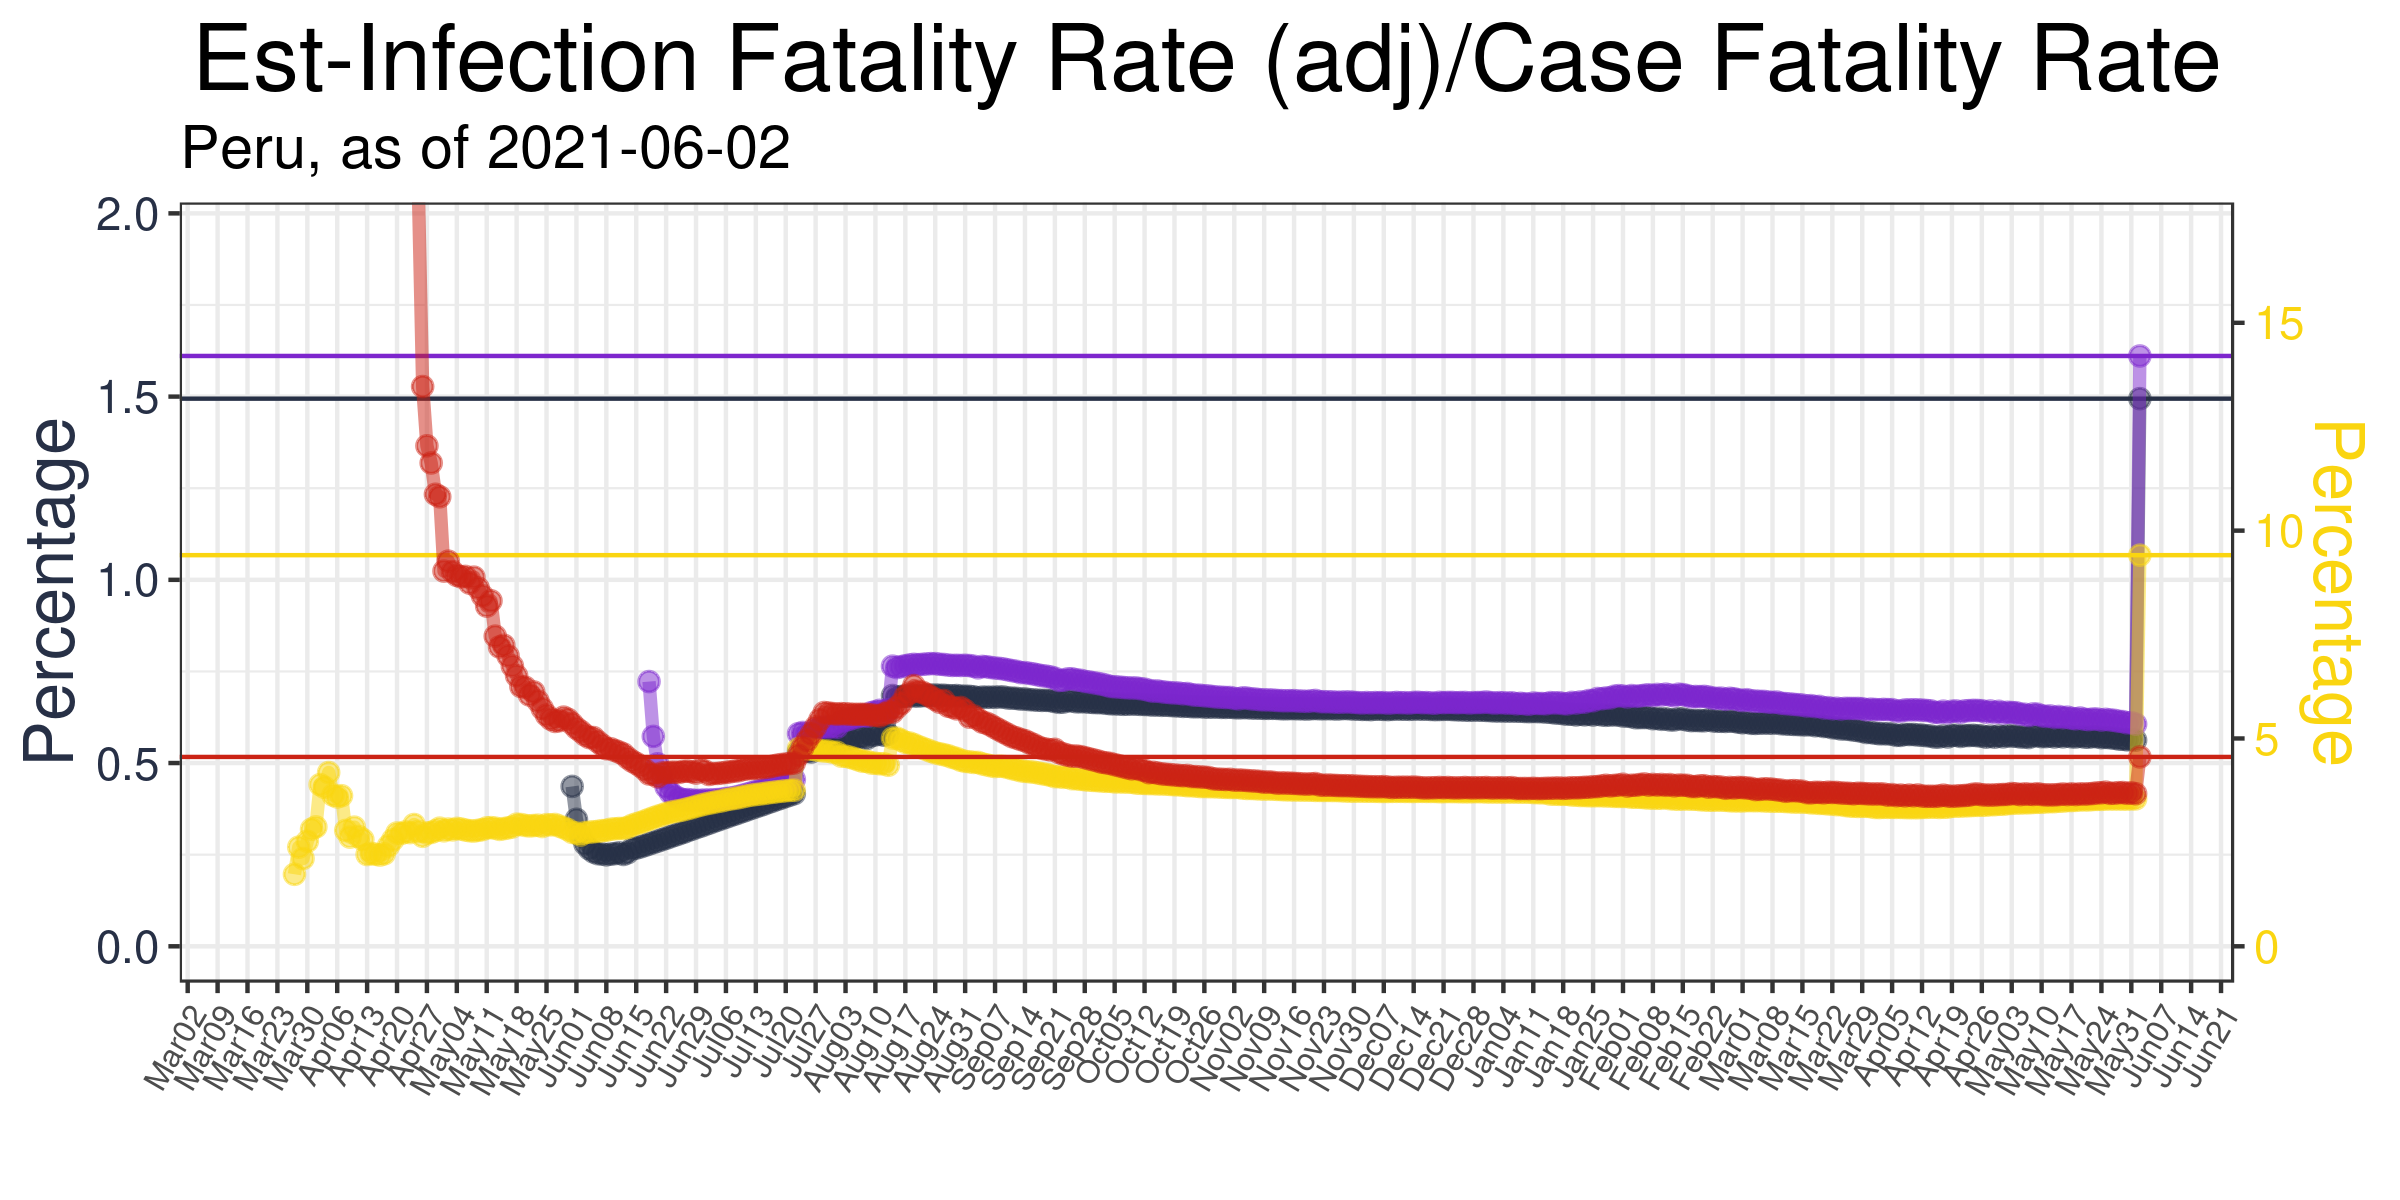 Est-Infection Fatality Rate (adj)/Case Fatality Rate
Peru, as of 2021-06-02
Percentage
2.0
1.5
1.0
0.5
0.0
15
10
5
0
Percentage
Mar02 Mar09 Mar16 Mar23 Mar30 Apr06 Apr13 Apr20 Apr27 May04 May11 May18 May25 Jun01 Jun08 Jun15 Jun22 Jun29 Jul06 Jul13 Jul20 Jul27 Aug03 Aug10 Aug17 Aug24 Aug31 Sep07 Sep14 Sep21 Sep28 Oct05 Oct12 Oct19 Oct26 Nov02 Nov09 Nov16 Nov23 Nov30 Dec07 Dec14 Dec21 Dec28 Jan04 Jan11 Jan18 Jan25 Feb01 Feb08 Feb15 Feb22 Mar01 Mar08 Mar15 Mar22 Mar29 Apr05 Apr12 Apr19 Apr26 May03 May10 May17 May24 May31 Jun07 Jun14 Jun21